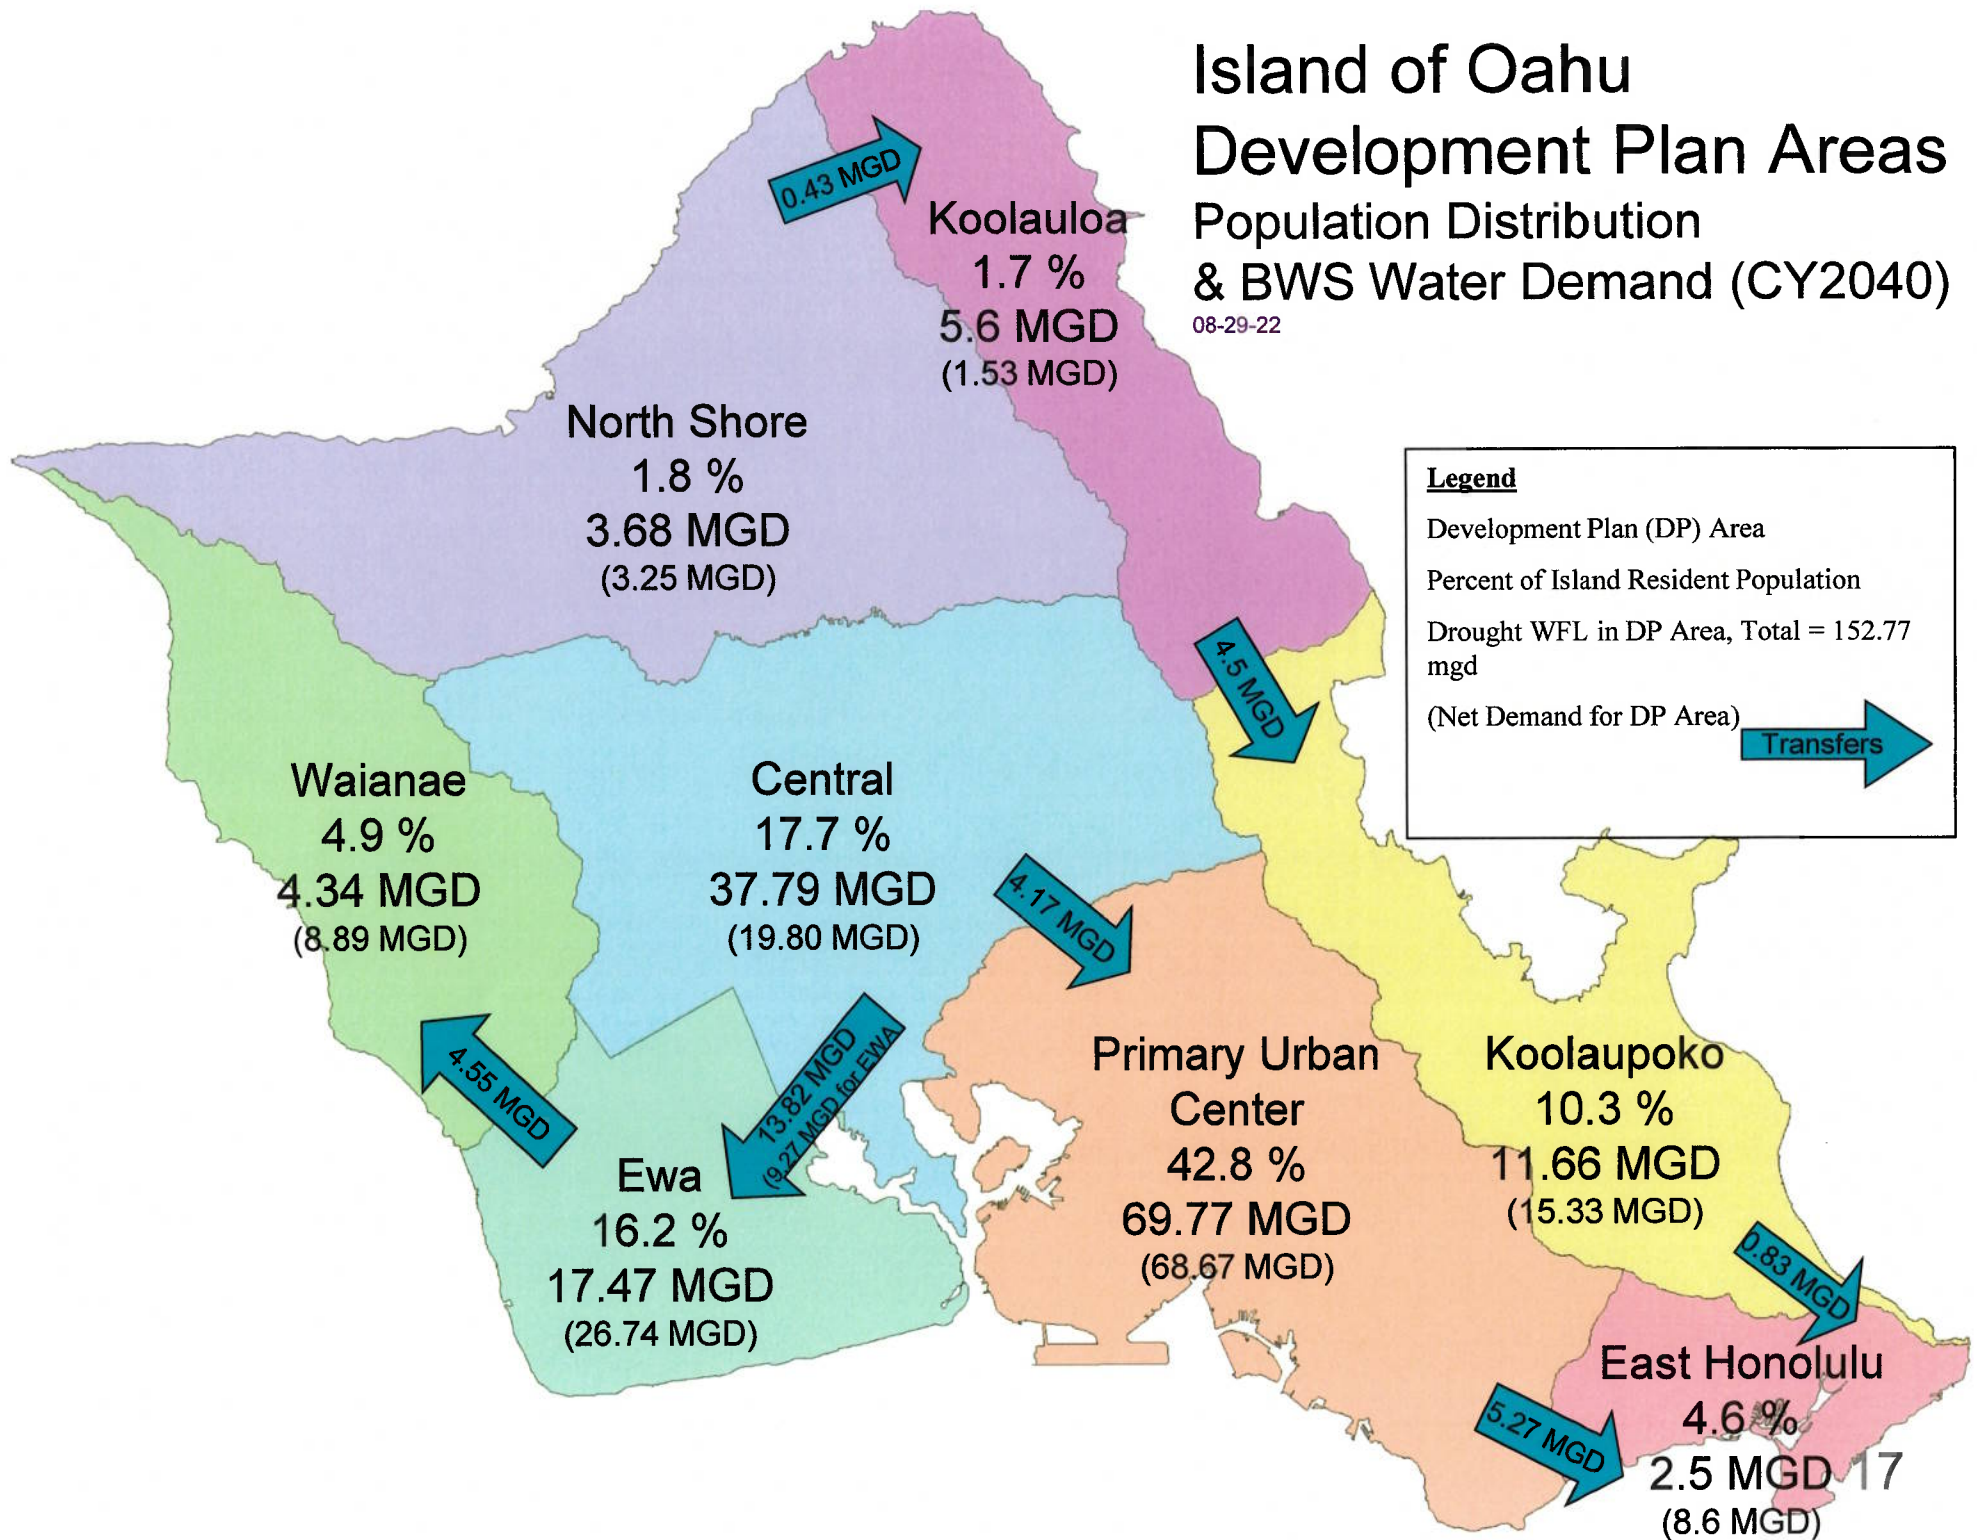 Island of Oahu
Development Plan Areas
Population Distribution
& BWS Water Demand (CY2040)
08-29-22
0.43 MGD
Koolauloa
1.7 %
5.6 MGD
(1.53 MGD)
North Shore
1.8 %
3.68 MGD
(3.25 MGD)
Legend
Development Plan (DP) Area
Percent of Island Resident Population
Drought WFL in DP Area, Total = 152.77
mgd
(Net Demand for DP Area)
Transfers
4.5 MGD
Waianae
4.9 %
4.34 MGD
(8.89 MGD)
Central
17.7 %
37.79 MGD
(19.80 MGD)
4.17 MGD
4.55 MGD
13.82 MGD
(9.27 MGD for EWA
Primary Urban
Center
42.8 %
69.77 MGD
(68.67 MGD)
Koolaupoko
10.3 %
11.66 MGD
(15.33 MGD)
Ewa
16.2 %
17.47 MGD
(26.74 MGD)
0.83 MGD
5.27 MGD
East Honolulu
4.6 %
2.5 MGD
(8.6 MGD)
17